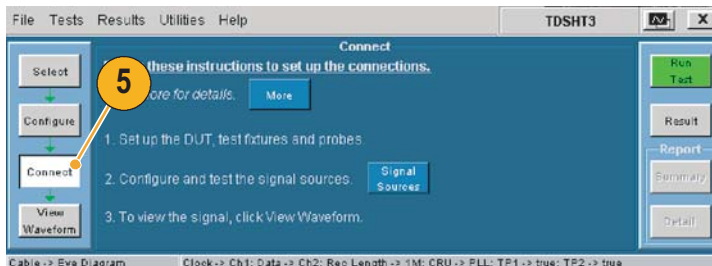 File Tests Results Utilities Help TDSHT3 X
Connect
these instructions to set up the connections.
Select
5
Run
Test
ore for details. More
Configure
Result
1. Set up the DUT, test fixtures and probes.
Report
Connect
2. Configure and test the signal sources. Signal
Sources
Summary
View
Waveform
3. To view the signal, click View Waveform.
Detail
Cable -> Eye Diagram Clock -> Ch1: Data -> Ch2: Rec Length -> 1M: CRU -> PLL: TP1 -> true: TP2 -> true